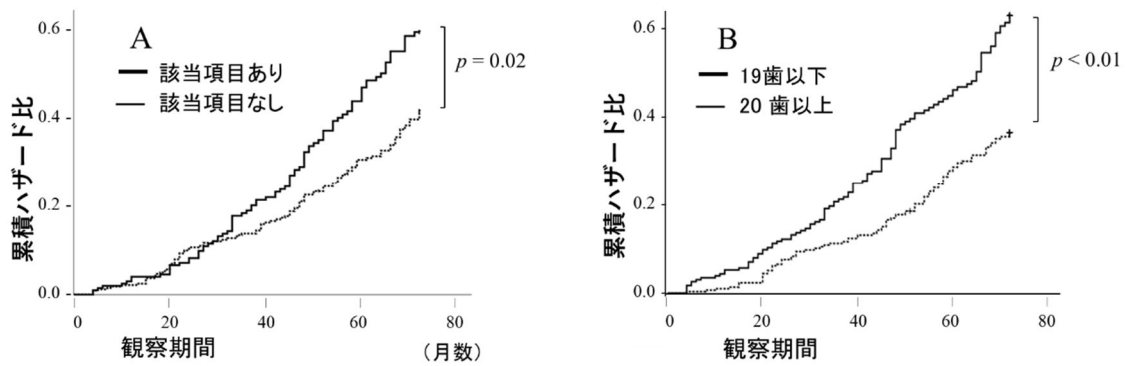 A
該当項目あり
該当項目なし
p = 0.02
累積ハザード比
0.6
0.4
0.2
0.0
0 20 40 60 80
観察期間 (月数)
B
19歯以下
20 歯以上
p < 0.01
累積ハザード比
0.6
0.4
0.2
0.0
0 20 40 60 80
観察期間